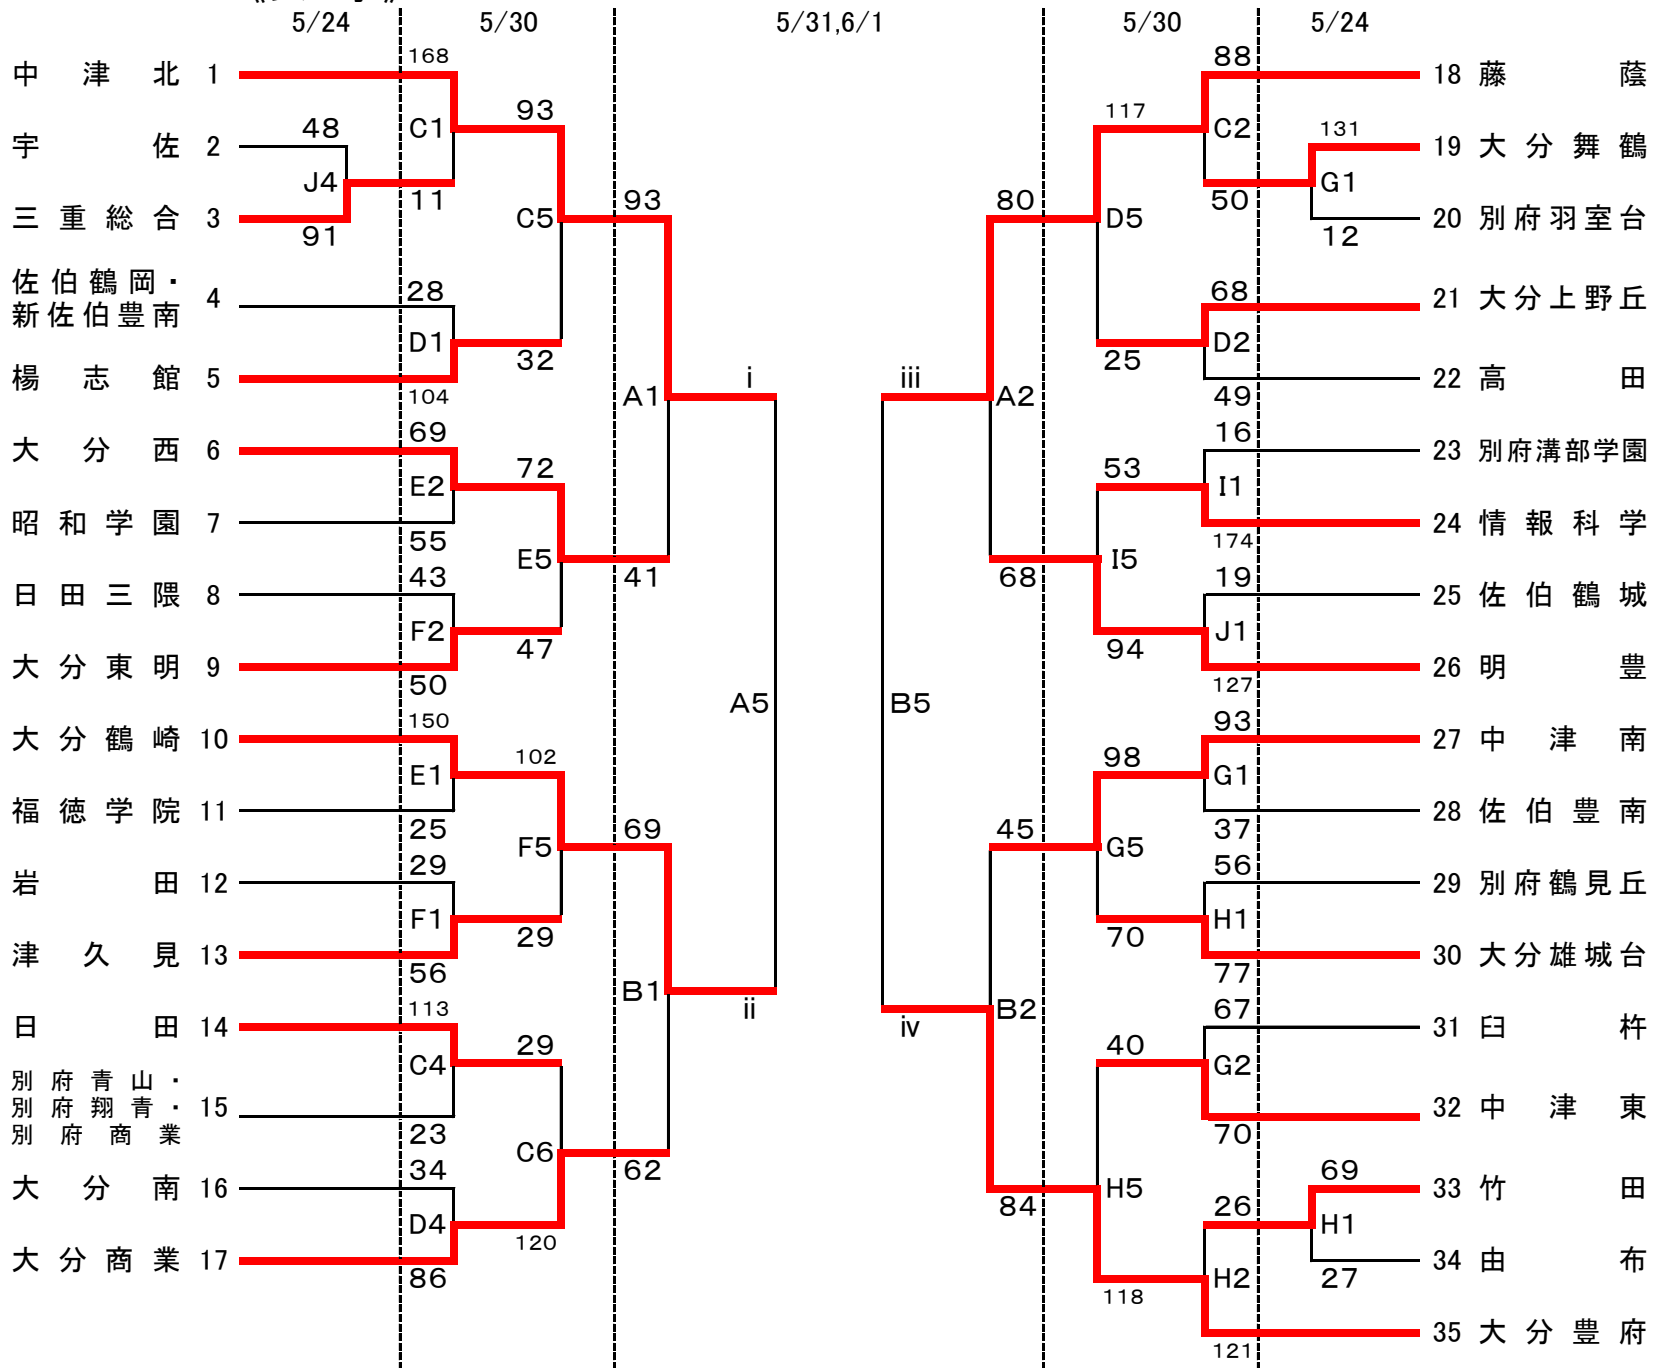 5/24 5/30 5/31,6/1 5/30 5/24
中津北 1
168
宇佐 2
48
C1
93
J4
11
三重総合 3
91
C5
93
佐伯鶴岡・
新佐伯豊南 4
28
D1
32
楊志館 5
104
A1
i
大分西 6
69
E2
72
昭和学園 7
55
E5
41
日田三隈 8
43
F2
47
大分東明 9
50
A5
大分鶴崎 10
150
E1
102
福徳学院 11
25
F5
69
岩田 12
29
F1
29
津久見 13
56
B1
ii
日田 14
113
C4
29
別府青山・
別府翔青・
別府商業 15
23
C6
62
大分南 16
34
D4
120
大分商業 17
86
88
18 藤蔭
117
C2
131
19 大分舞鶴
G1
50
80
D5
12
20 別府羽室台
68
21 大分上野丘
D2
25
49
22 高田
iii
A2
16
23 別府溝部学園
53
I1
174
24 情報科学
68
I5
19
25 佐伯鶴城
J1
94
127
26 明豊
B5
93
27 中津南
98
G1
37
28 佐伯豊南
45
G5
56
29 別府鶴見丘
H1
70
77
30 大分雄城台
iv
B2
67
31 臼杵
40
G2
70
32 中津東
84
H5
69
33 竹田
26
H1
27
34 由布
H2
118
121
35 大分豊府